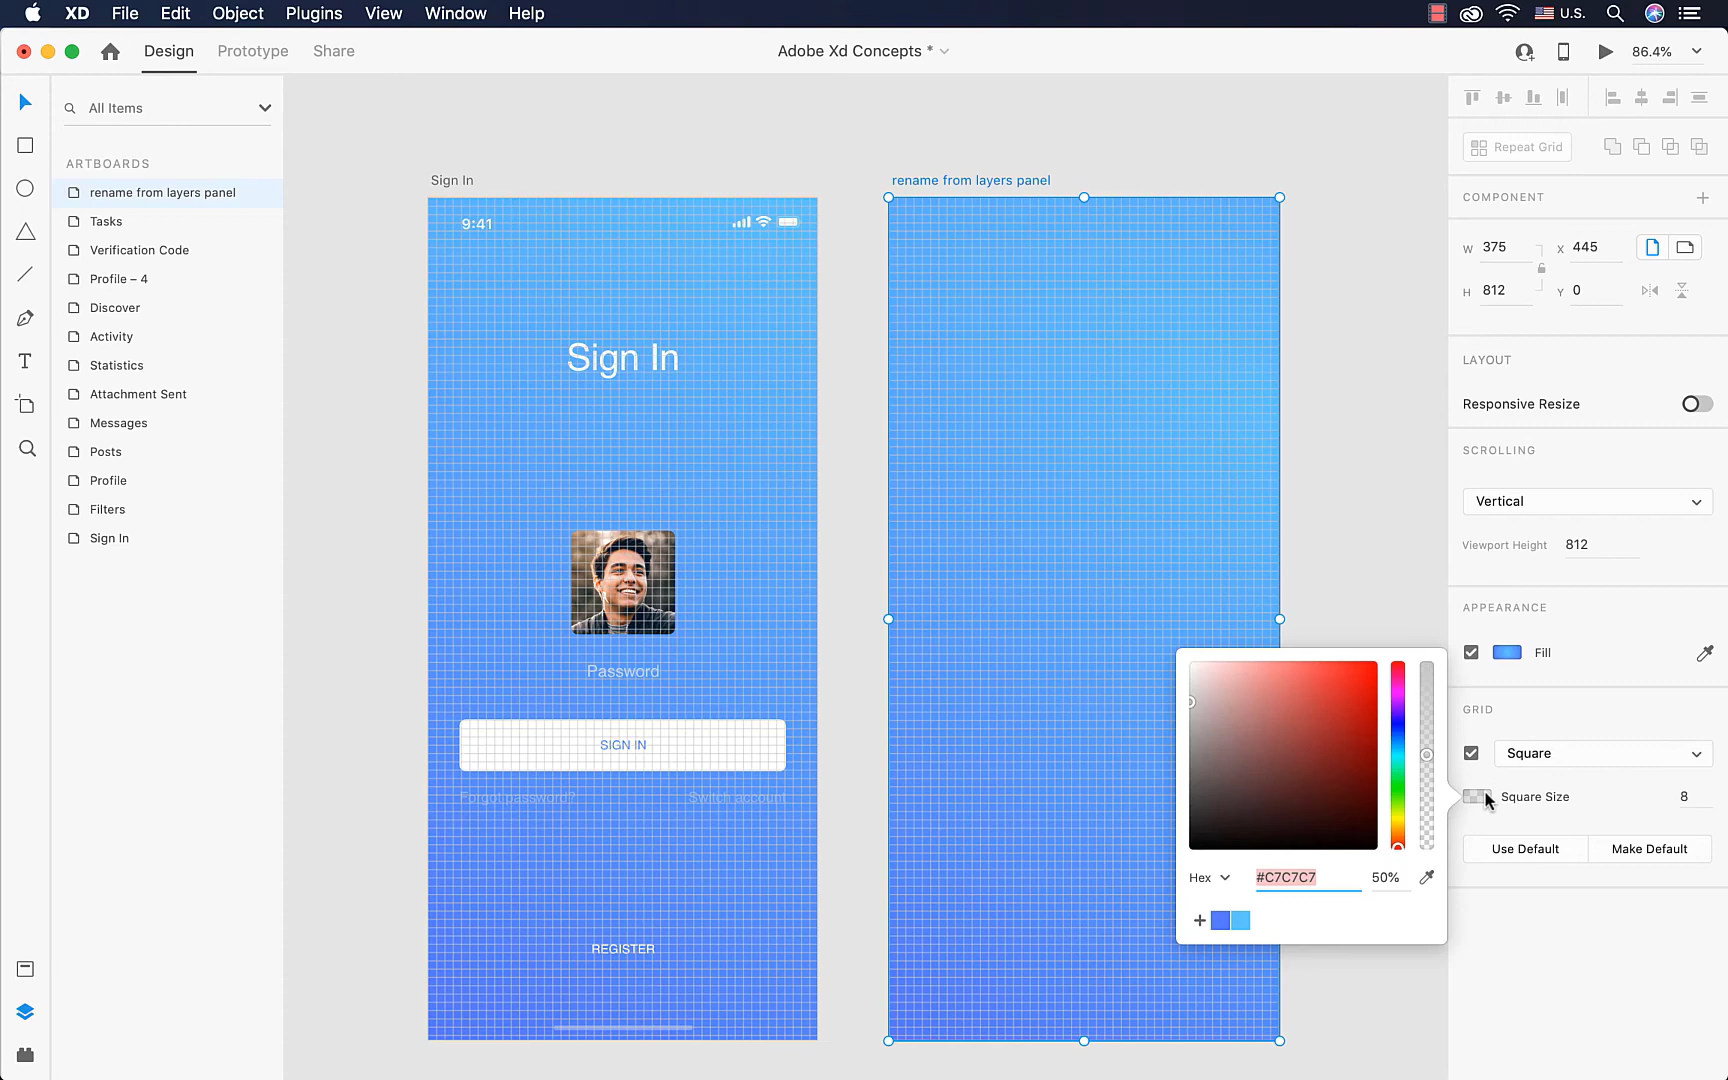 XD File Edit Object Plugins View Window Help U.S.
Design Prototype Share Adobe Xd Concepts * 86.4%
All Items
ARTBOARDS
rename from layers panel
Tasks
Verification Code
Profile – 4
Discover
Activity
Statistics
Attachment Sent
Messages
Posts
Profile
Filters
Sign In
Sign In
9:41
Sign In
Password
SIGN IN
Forgot password? Switch account
REGISTER
rename from layers panel
Hex #C7C7C7 50%
Repeat Grid
COMPONENT
W 375 X 445
H 812 Y 0
LAYOUT
Responsive Resize
SCROLLING
Vertical
Viewport Height 812
APPEARANCE
Fill
GRID
Square
Square Size 8
Use Default Make Default